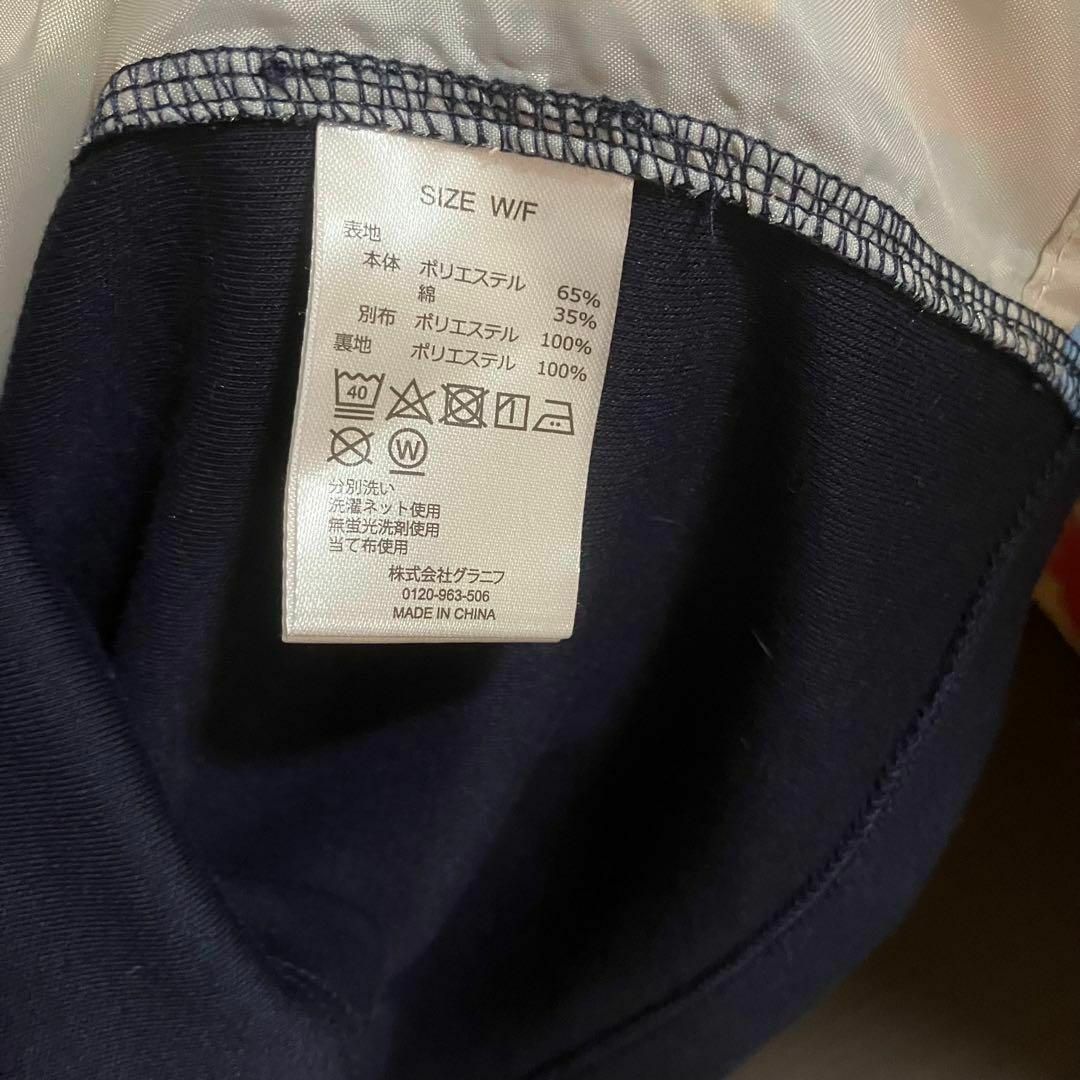 SIZE W/F
表地
本体 ポリエステル 65%
綿 35%
別布 ポリエステル 100%
裏地 ポリエステル 100%
40
W
分別洗い
洗濯ネット使用
無蛍光洗剤使用
当て布使用
株式会社グラニフ
0120-963-506
MADE IN CHINA